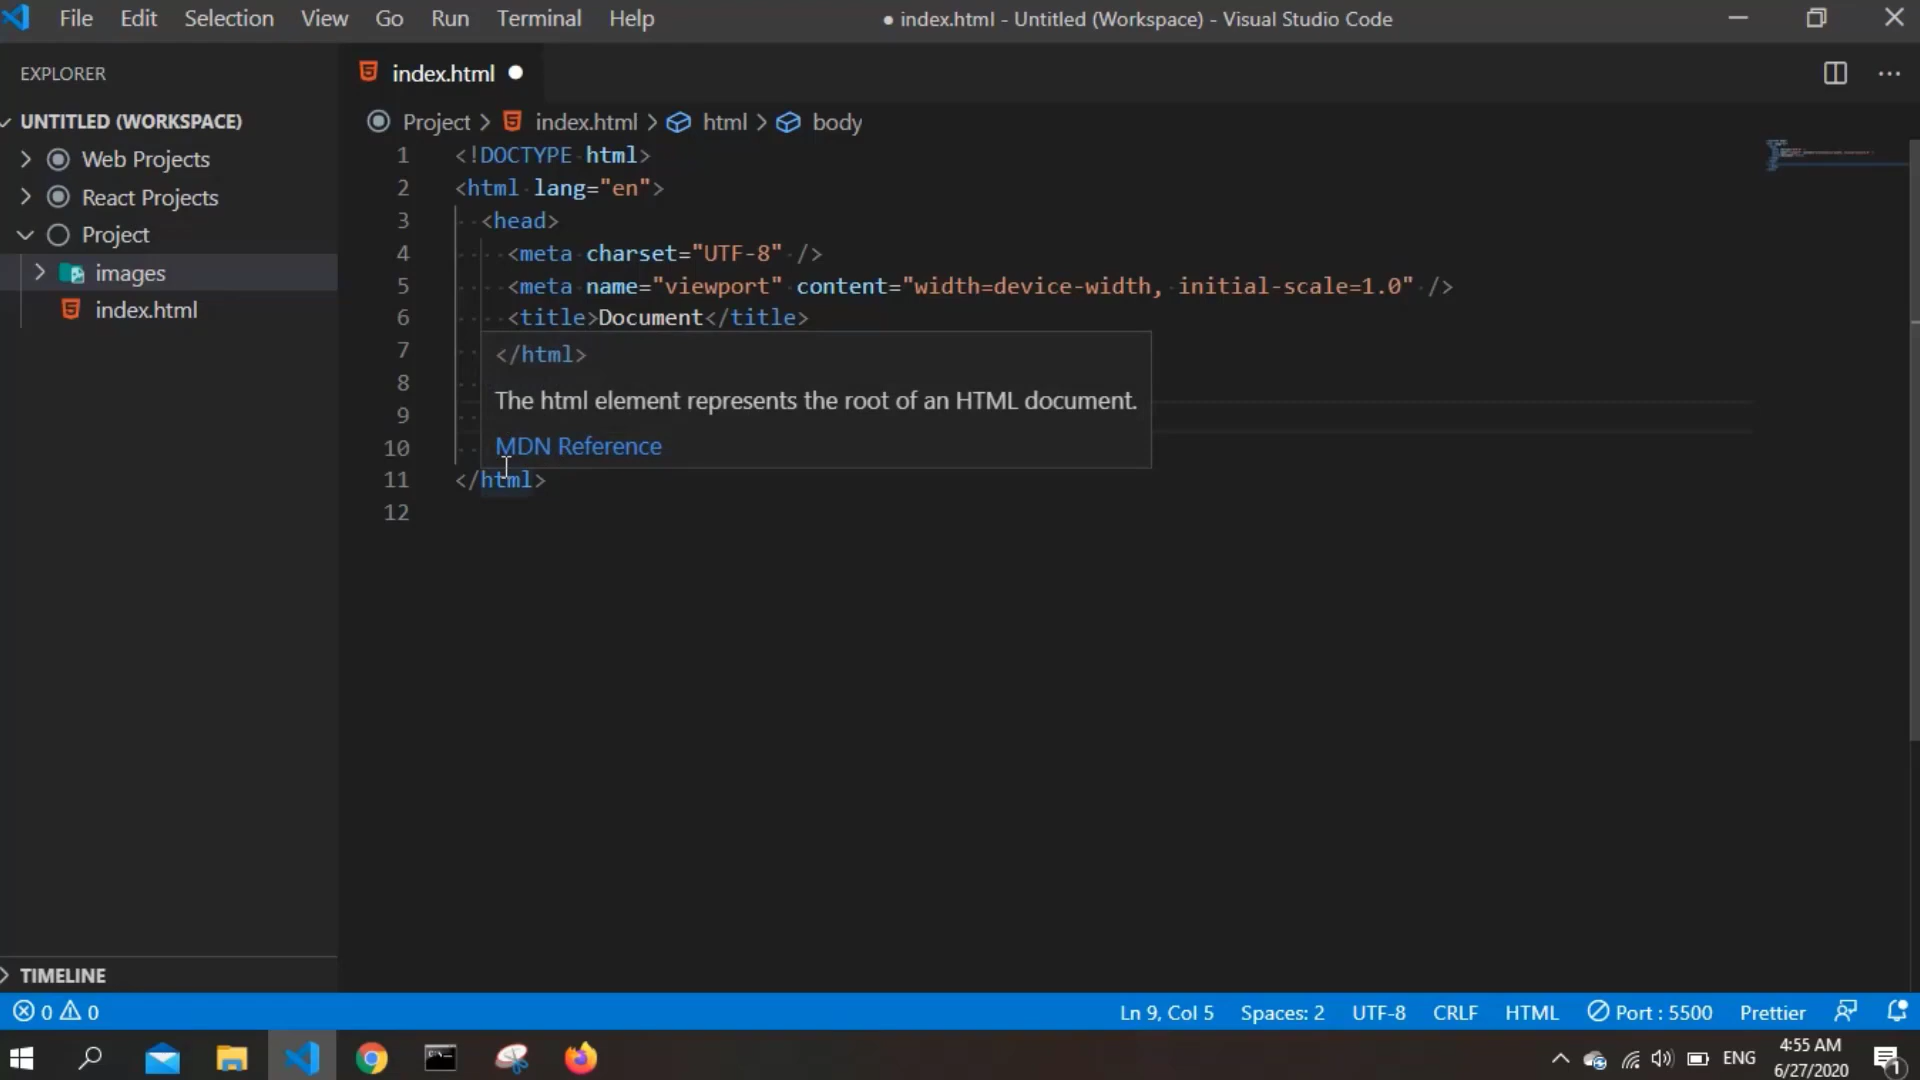 File Edit Selection View Go Run Terminal Help
● index.html - Untitled (Workspace) - Visual Studio Code
EXPLORER
index.html
UNTITLED (WORKSPACE)
Project > index.html > html > body
Web Projects
React Projects
Project
images
index.html
1 <!DOCTYPE html>
2 <html lang="en">
3 <head>
4 <meta charset="UTF-8" />
5 <meta name="viewport" content="width=device-width, initial-scale=1.0" />
6 <title>Document</title>
7
8
9
10
</html>
The html element represents the root of an HTML document.
MDN Reference
11 </html>
12
TIMELINE
0 0
Ln 9, Col 5 Spaces: 2 UTF-8 CRLF HTML Port : 5500 Prettier
ENG
4:55 AM
6/27/2020
1